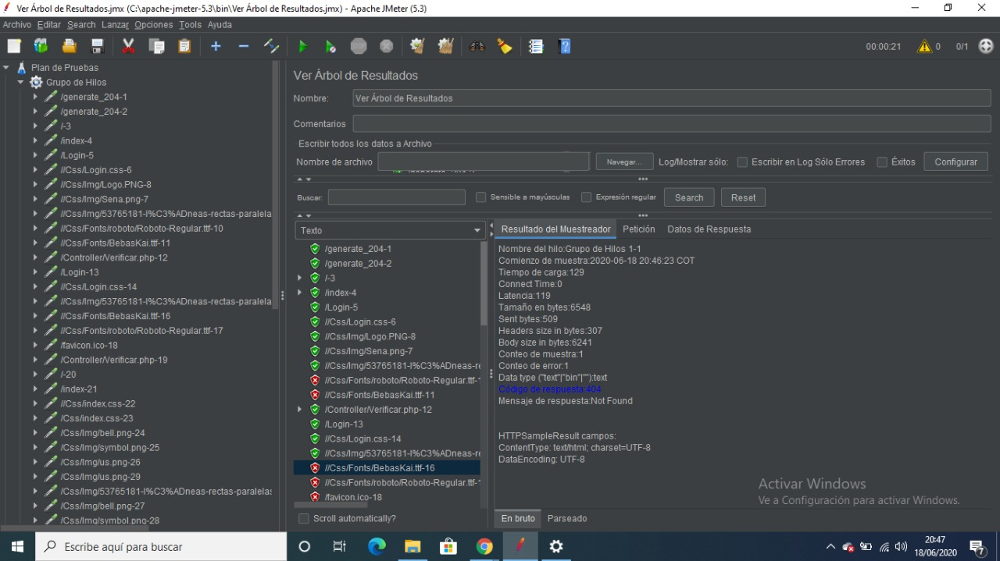 Ver Árbol de Resultados.jmx (C:\apache-jmeter-5.3\bin\Ver Árbol de Resultados.jmx) - Apache JMeter (5.3)
Archivo Editar Search Lanzar Opciones Tools Ayuda
00:00:21 0 0/1
Plan de Pruebas
Grupo de Hilos
/generate_204-1
/generate_204-2
/-3
/index-4
/Login-5
//Css/Login.css-6
//Css/Img/Logo.PNG-8
//Css/Img/Sena.png-7
//Css/Img/53765181-l%C3%ADneas-rectas-paralela
//Css/Fonts/roboto/Roboto-Regular.ttf-10
//Css/Fonts/BebasKai.ttf-11
/Controller/Verificar.php-12
/Login-13
//Css/Login.css-14
//Css/Img/53765181-l%C3%ADneas-rectas-paralela
//Css/Fonts/BebasKai.ttf-16
//Css/Fonts/roboto/Roboto-Regular.ttf-17
/favicon.ico-18
/Controller/Verificar.php-19
/-20
/index-21
//Css/index.css-22
/Css/index.css-23
/Css/Img/bell.png-24
/Css/Img/symbol.png-25
/Css/Img/us.png-26
/Css/Img/us.png-29
/Css/Img/53765181-l%C3%ADneas-rectas-paralelas
/Css/Img/bell.png-27
/Css/Img/symbol.png-28
Ver Árbol de Resultados
Nombre: Ver Árbol de Resultados
Comentarios
Escribir todos los datos a Archivo
Nombre de archivo Navegar... Log/Mostrar sólo: Escribir en Log Sólo Errores Éxitos Configurar
Buscar: Sensible a mayúsculas Expresión regular Search Reset
Texto
/generate_204-1
/generate_204-2
/-3
/index-4
/Login-5
//Css/Login.css-6
//Css/Img/Logo.PNG-8
//Css/Img/Sena.png-7
//Css/Img/53765181-l%C3%ADneas-re
//Css/Fonts/roboto/Roboto-Regular.ttf-1
//Css/Fonts/BebasKai.ttf-11
/Controller/Verificar.php-12
/Login-13
//Css/Login.css-14
//Css/Img/53765181-l%C3%ADneas-re
//Css/Fonts/BebasKai.ttf-16
//Css/Fonts/roboto/Roboto-Regular.ttf-1
/favicon.ico-18
Scroll automatically?
Resultado del Muestreador Petición Datos de Respuesta
Nombre del hilo:Grupo de Hilos 1-1
Comienzo de muestra:2020-06-18 20:46:23 COT
Tiempo de carga:129
Connect Time:0
Latencia:119
Tamaño en bytes:6548
Sent bytes:509
Headers size in bytes:307
Body size in bytes:6241
Conteo de muestra:1
Conteo de error:1
Data type ("text"|"bin"|""):text
Código de respuesta:404
Mensaje de respuesta:Not Found
HTTPSampleResult campos:
ContentType: text/html; charset=UTF-8
DataEncoding: UTF-8
Activar Windows
Ve a Configuración para activar Windows.
En bruto Parseado
Escribe aquí para buscar
20:47
18/06/2020
7